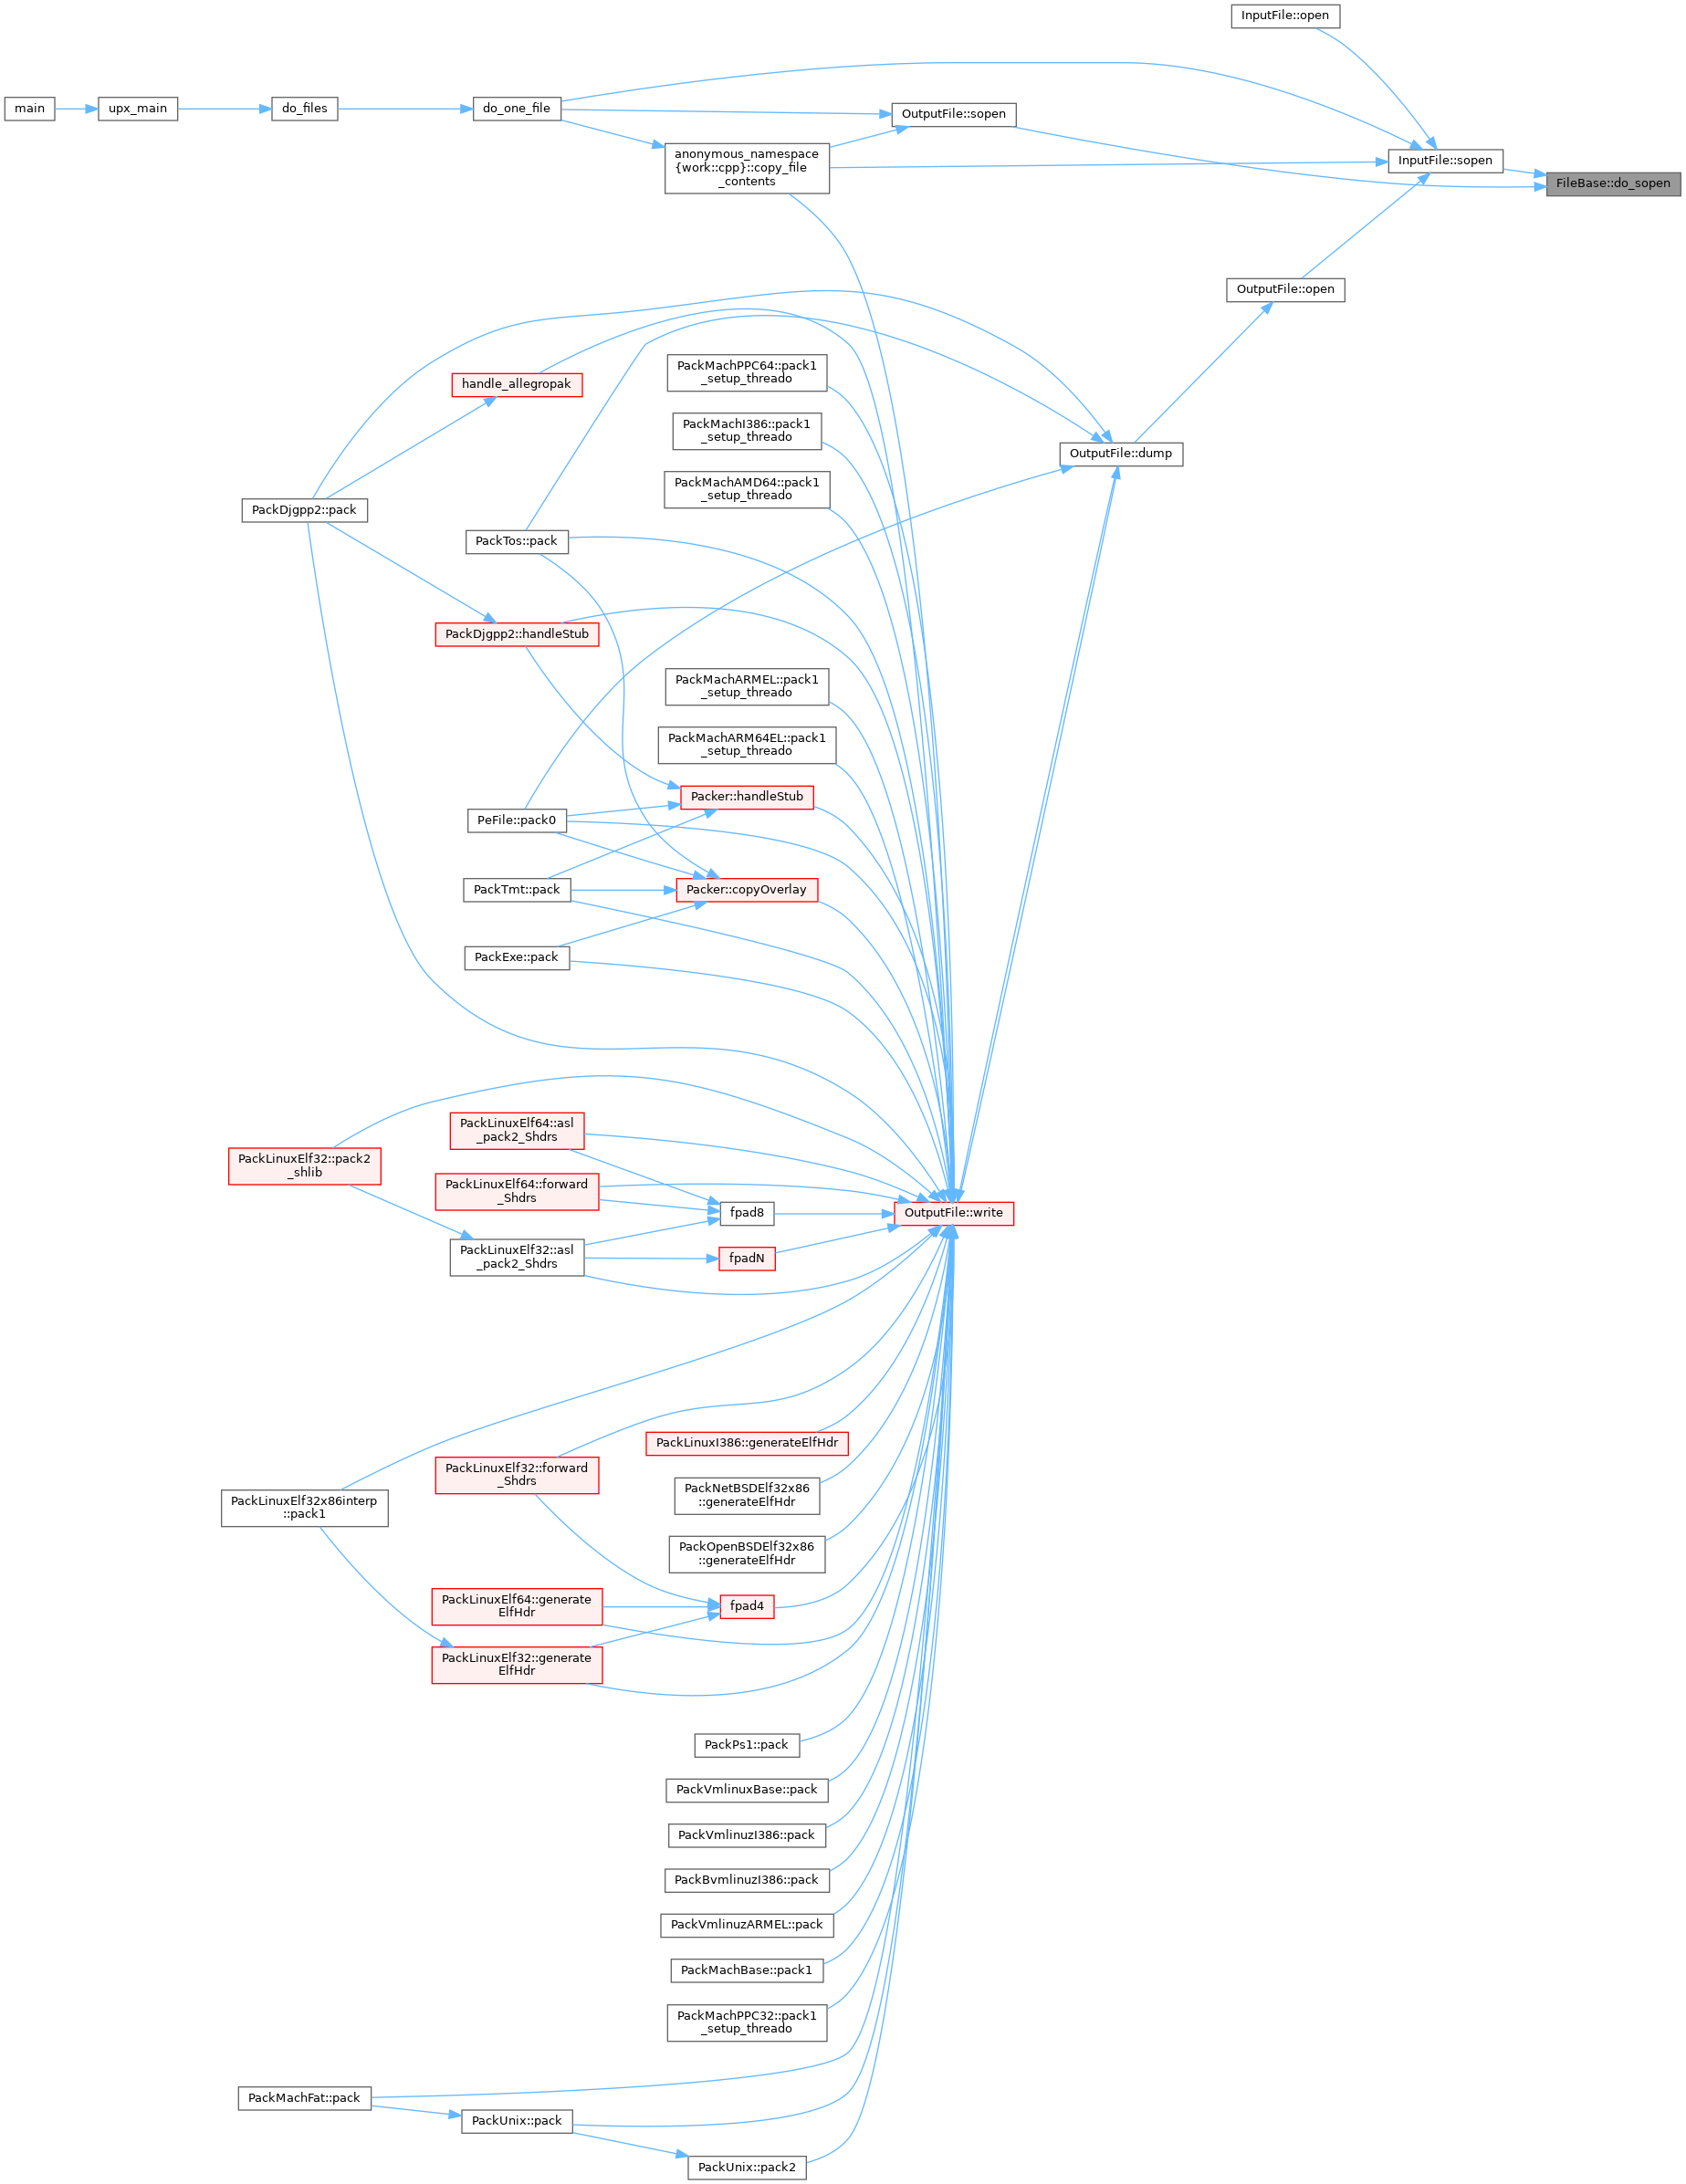 InputFile::open
main
upx_main
do_files
do_one_file
OutputFile::sopen
anonymous_namespace
{work::cpp}::copy_file
_contents
InputFile::sopen
FileBase::do_sopen
OutputFile::open
PackMachPPC64::pack1
_setup_threado
handle_allegropak
PackMachI386::pack1
_setup_threado
OutputFile::dump
PackMachAMD64::pack1
_setup_threado
PackDjgpp2::pack
PackTos::pack
PackDjgpp2::handleStub
PackMachARMEL::pack1
_setup_threado
PackMachARM64EL::pack1
_setup_threado
Packer::handleStub
PeFile::pack0
PackTmt::pack
Packer::copyOverlay
PackExe::pack
PackLinuxElf64::asl
_pack2_Shdrs
PackLinuxElf32::pack2
_shlib
PackLinuxElf64::forward
_Shdrs
fpad8
OutputFile::write
PackLinuxElf32::asl
_pack2_Shdrs
fpadN
PackLinuxI386::generateElfHdr
PackLinuxElf32::forward
_Shdrs
PackNetBSDElf32x86
::generateElfHdr
PackLinuxElf32x86interp
::pack1
PackOpenBSDElf32x86
::generateElfHdr
PackLinuxElf64::generate
ElfHdr
fpad4
PackLinuxElf32::generate
ElfHdr
PackPs1::pack
PackVmlinuxBase::pack
PackVmlinuzI386::pack
PackBvmlinuzI386::pack
PackVmlinuzARMEL::pack
PackMachBase::pack1
PackMachPPC32::pack1
_setup_threado
PackMachFat::pack
PackUnix::pack
PackUnix::pack2